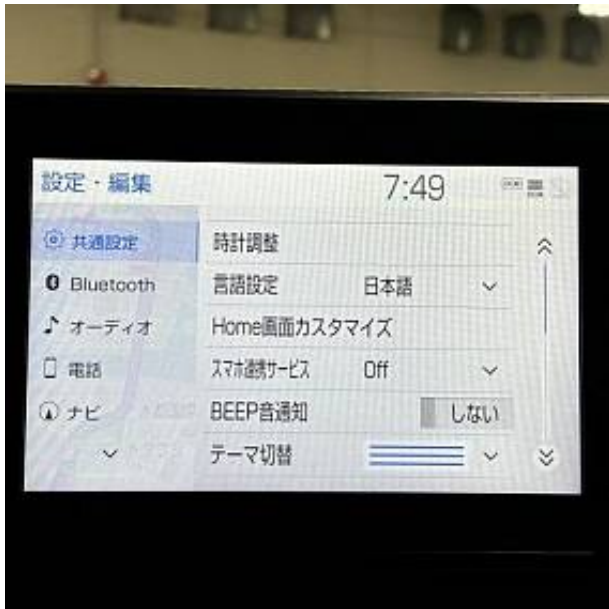 設定・編集
7:49
共通設定
Bluetooth
オーディオ
電話
ナビ
時計調整
言語設定 日本語
Home画面カスタマイズ
スマホ連携サービス Off
BEEP音通知 しない
テーマ切替